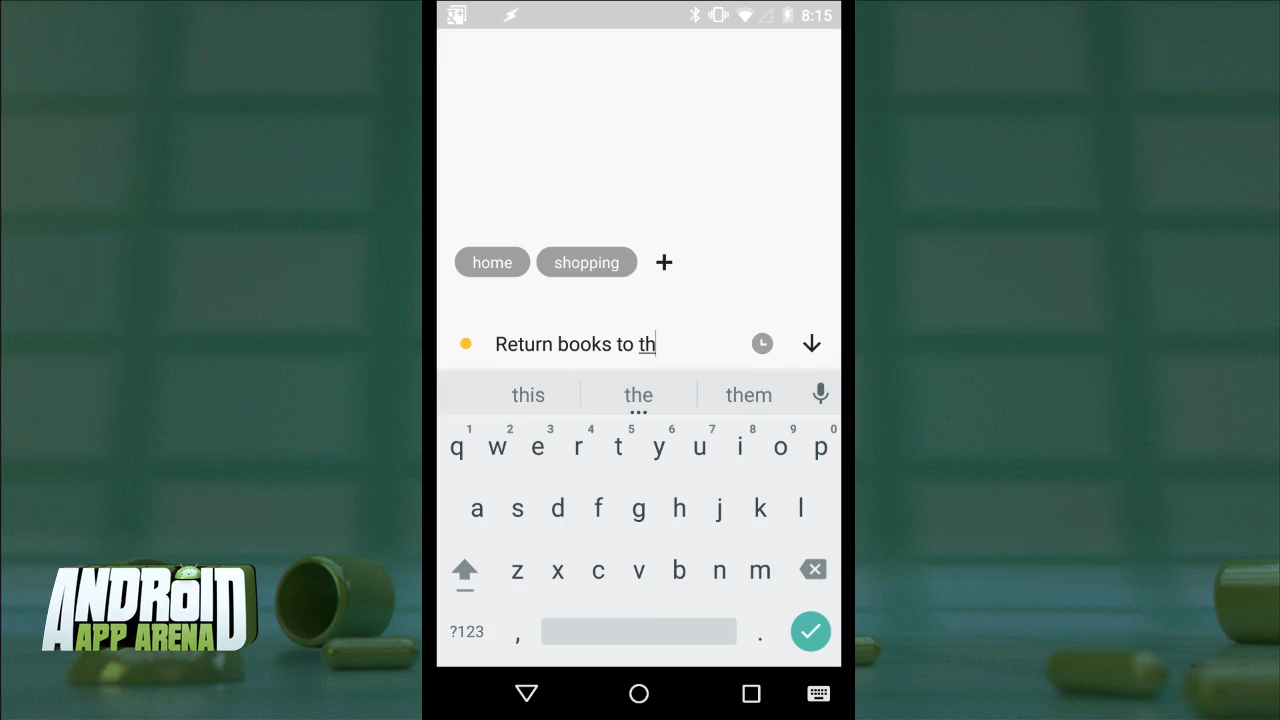 8:15
home shopping +
Return books to th
this the them
1 2 3 4 5 6 7 8 9 0
q w e r t y u i o p
a s d f g h j k l
z x c v b n m
?123 , .
ANDROID
APP ARENA